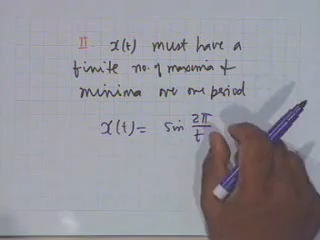 II x(t) must have a
finite no. of maxima &
minima over one period
x(t) = sin 2π/t